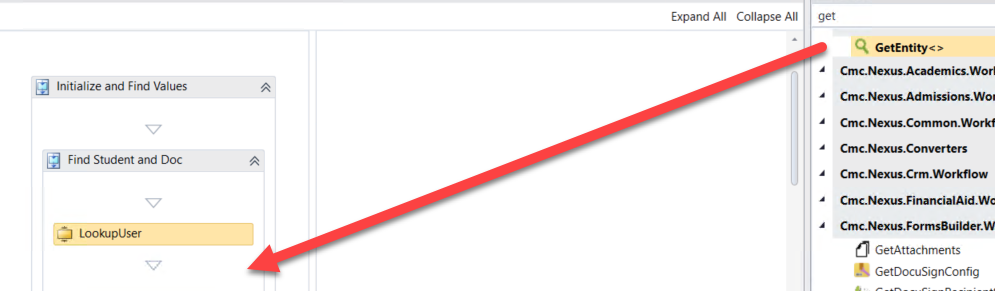 Expand All Collapse All
get
GetEntity<>
Initialize and Find Values
Find Student and Doc
LookupUser
Cmc.Nexus.Academics.Wor
Cmc.Nexus.Admissions.Wor
Cmc.Nexus.Common.Workf
Cmc.Nexus.Converters
Cmc.Nexus.Crm.Workflow
Cmc.Nexus.FinancialAid.Wo
Cmc.Nexus.FormsBuilder.W
GetAttachments
GetDocuSignConfig
GetDocuSignRecipient